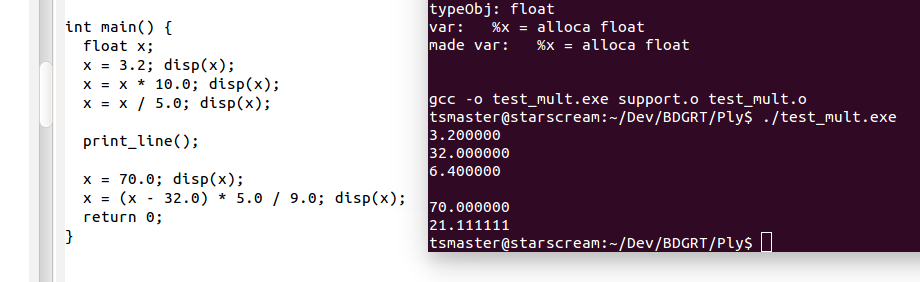 int main() {
  float x;
  x = 3.2; disp(x);
  x = x * 10.0; disp(x);
  x = x / 5.0; disp(x);

  print_line();

  x = 70.0; disp(x);
  x = (x - 32.0) * 5.0 / 9.0; disp(x);
  return 0;
}
typeObj: float
var:   %x = alloca float
made var:   %x = alloca float

gcc -o test_mult.exe support.o test_mult.o
tsmaster@starscream:~/Dev/BDGRT/Ply$ ./test_mult.exe
3.200000
32.000000
6.400000

70.000000
21.111111
tsmaster@starscream:~/Dev/BDGRT/Ply$